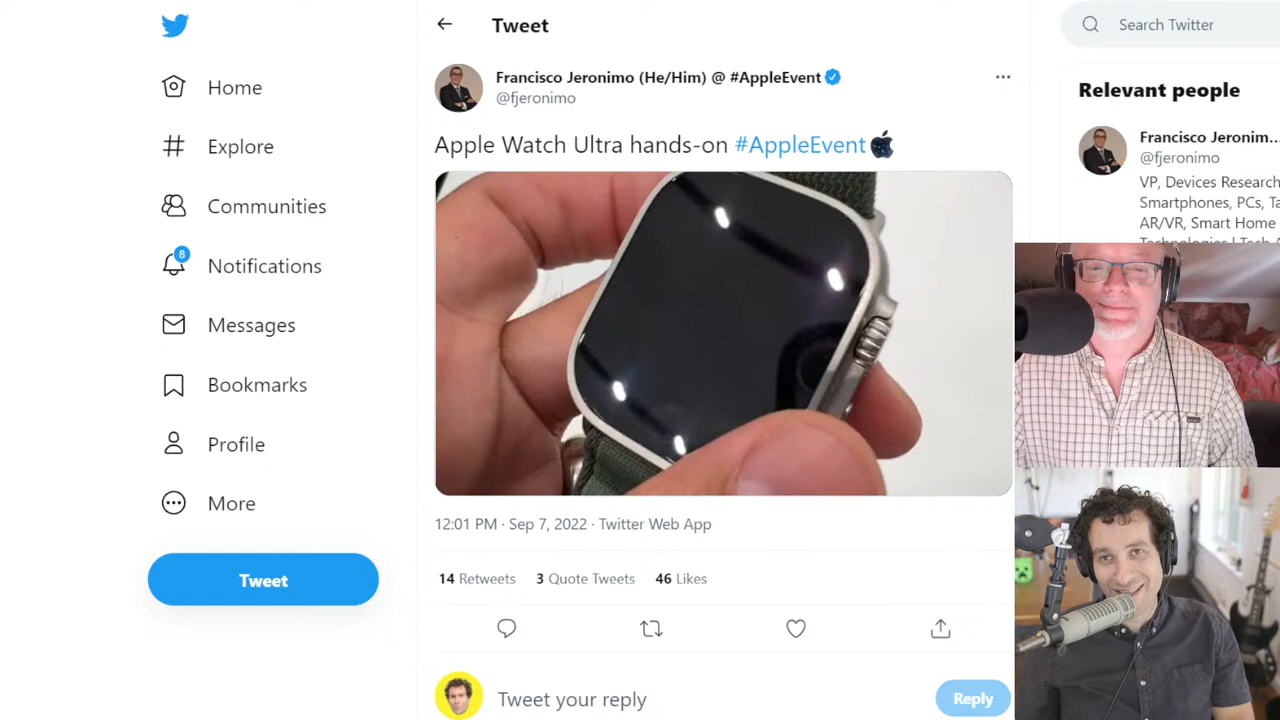 Home
Explore
Communities
8
Notifications
Messages
Bookmarks
Profile
More
Tweet
Tweet
Francisco Jeronimo (He/Him) @ #AppleEvent
@fjeronimo
Apple Watch Ultra hands-on #AppleEvent
12:01 PM · Sep 7, 2022 · Twitter Web App
14 Retweets 3 Quote Tweets 46 Likes
Tweet your reply
Reply
Search Twitter
Relevant people
Francisco Jeronim...
@fjeronimo
VP, Devices Research
Smartphones, PCs, Ta
AR/VR, Smart Home
Technologies | Tech A